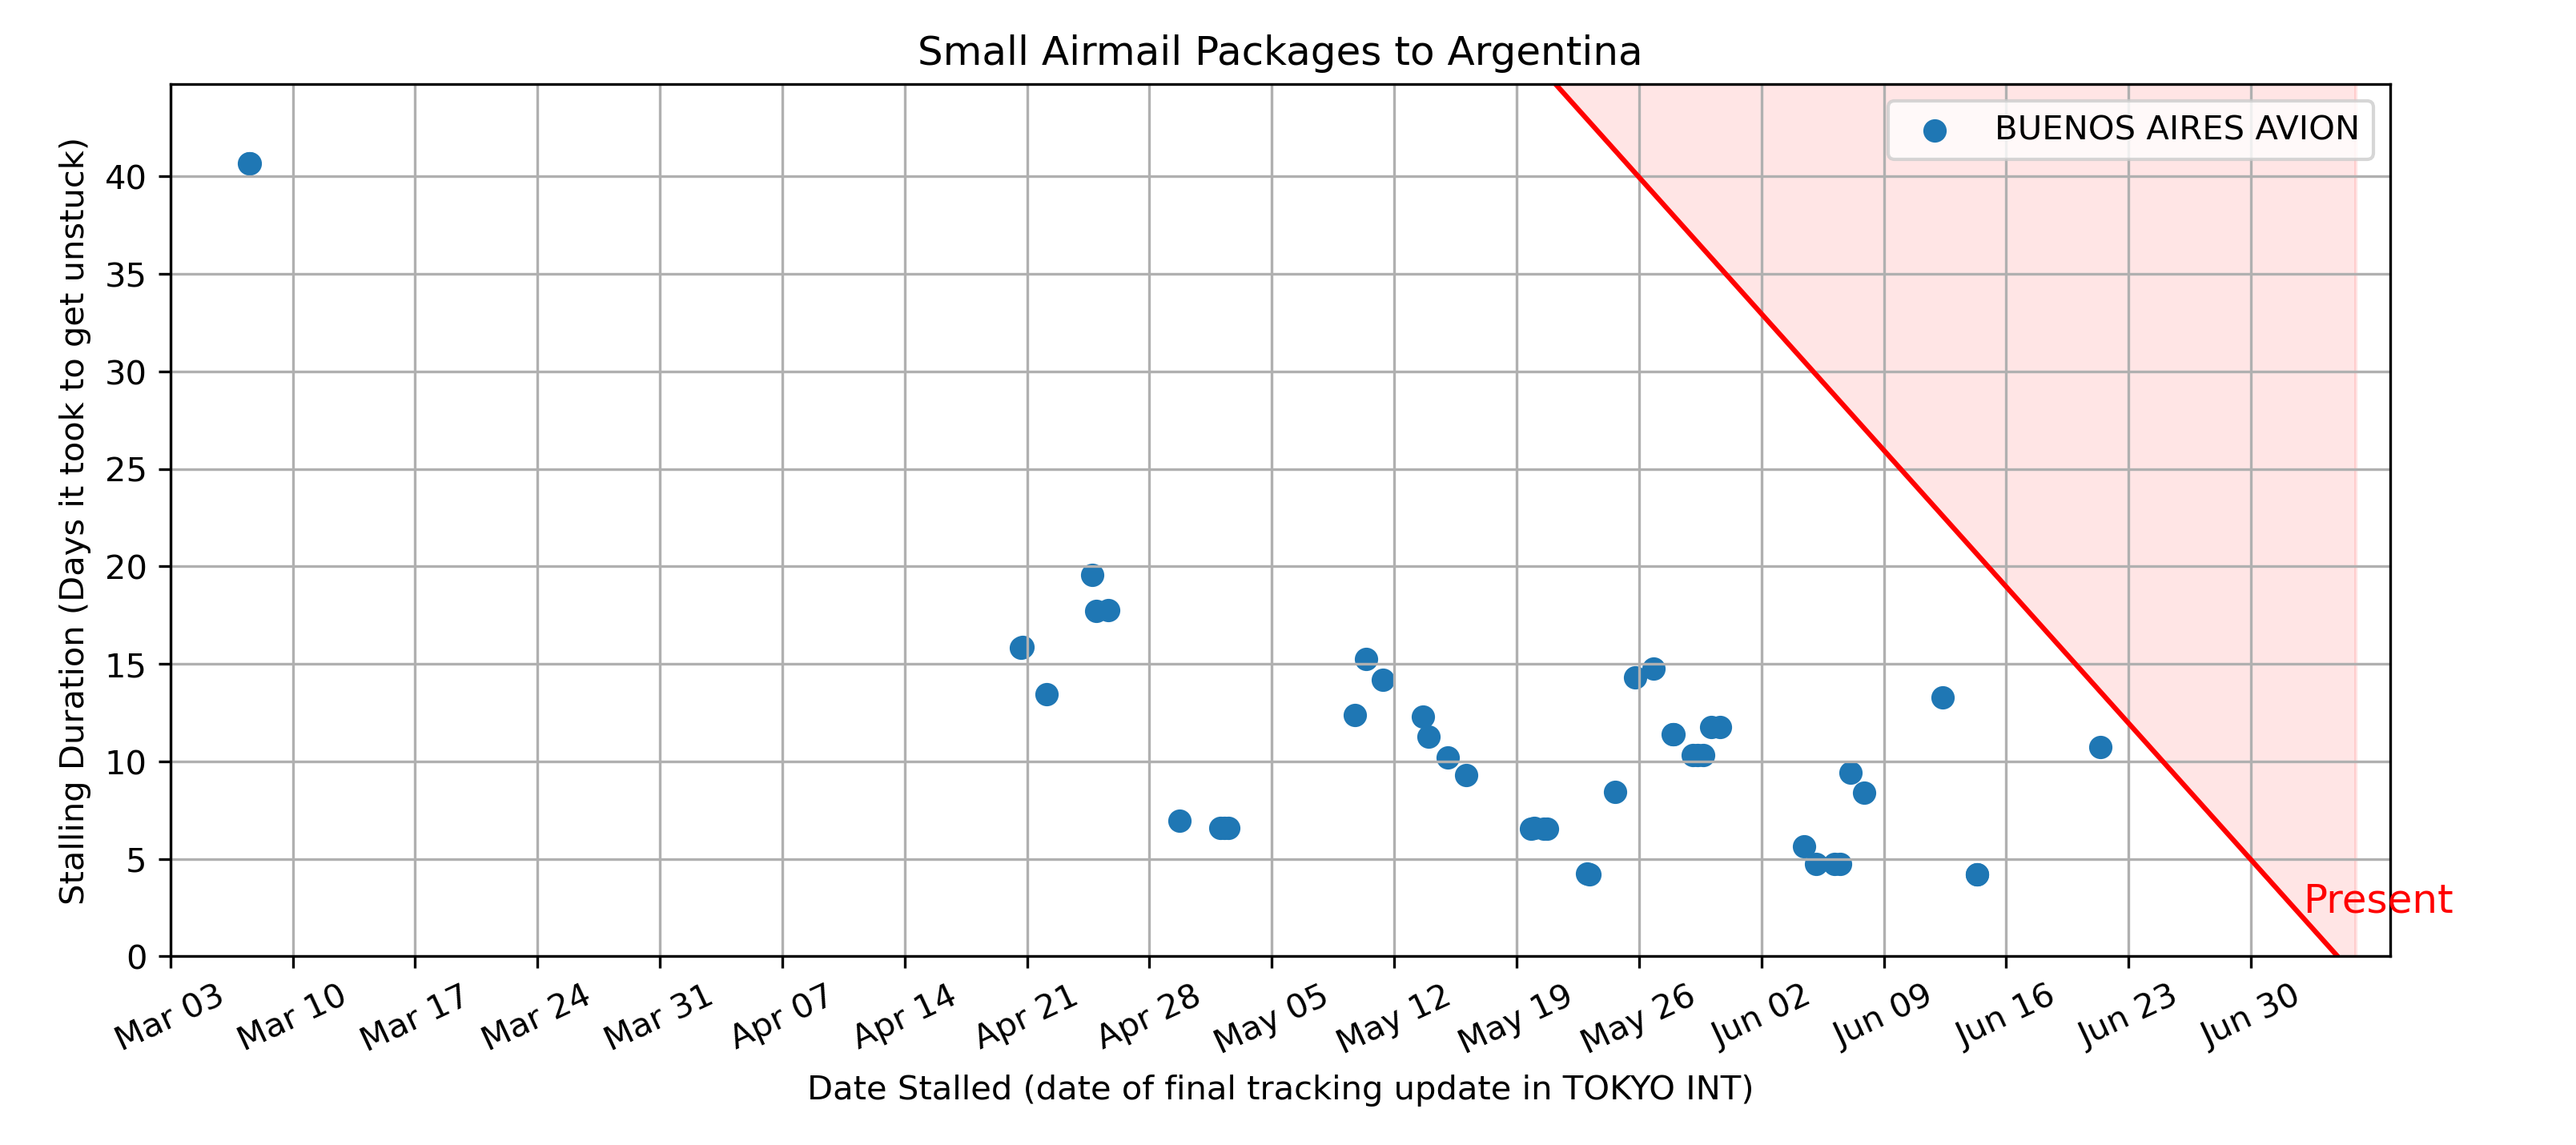 Small Airmail Packages to Argentina
BUENOS AIRES AVION
Stalling Duration (Days it took to get unstuck)
40
35
30
25
20
15
10
5
0
Present
Mar 03
Mar 10
Mar 17
Mar 24
Mar 31
Apr 07
Apr 14
Apr 21
Apr 28
May 05
May 12
May 19
May 26
Jun 02
Jun 09
Jun 16
Jun 23
Jun 30
Date Stalled (date of final tracking update in TOKYO INT)